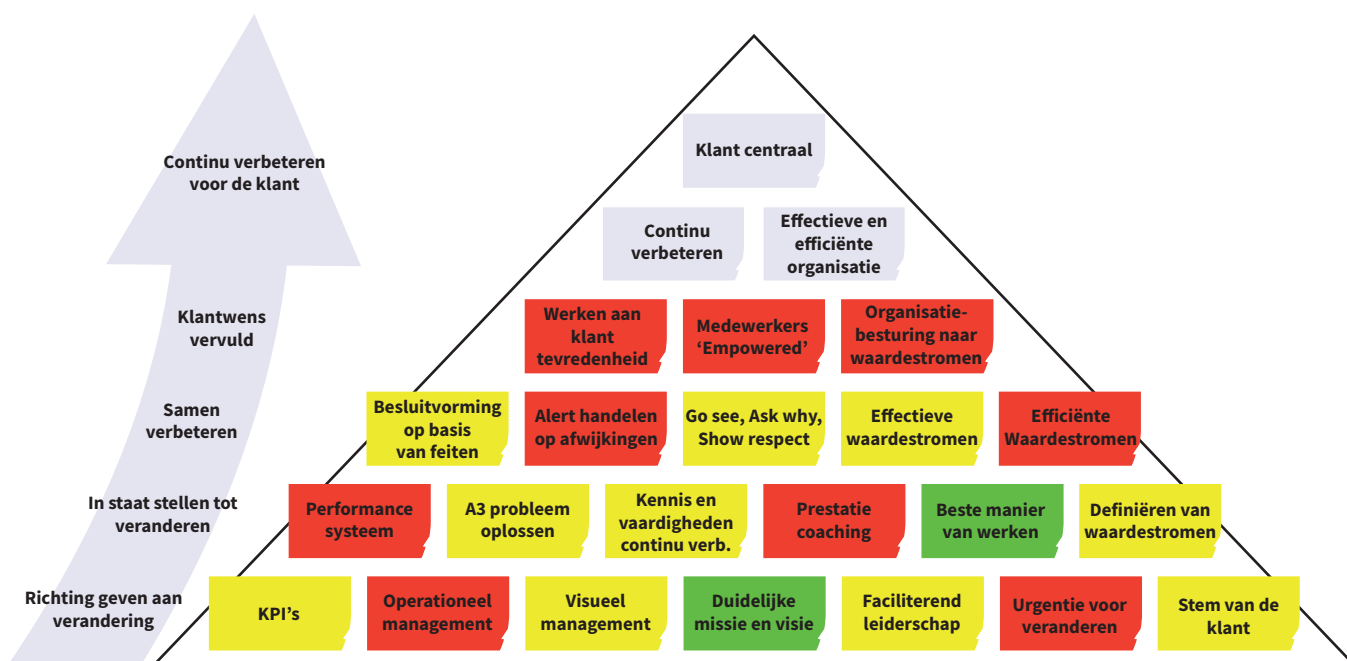 Continu verbeteren
voor de klant
Klant centraal
Continu
verbeteren
Effectieve en
efficiënte
organisatie
Klantwens
vervuld
Werken aan
klant
tevredenheid
Medewerkers
‘Empowered’
Organisatie-
besturing naar
waardestromen
Samen
verbeteren
Besluitvorming
op basis
van feiten
Alert handelen
op afwijkingen
Go see, Ask why,
Show respect
Effectieve
waardestromen
Efficiënte
Waardestromen
In staat stellen tot
veranderen
Performance
systeem
A3 probleem
oplossen
Kennis en
vaardigheden
continu verb.
Prestatie
coaching
Beste manier
van werken
Definiëren van
waardestromen
Richting geven aan
verandering
KPI’s
Operationeel
management
Visueel
management
Duidelijke
missie en visie
Faciliterend
leiderschap
Urgentie voor
veranderen
Stem van de
klant